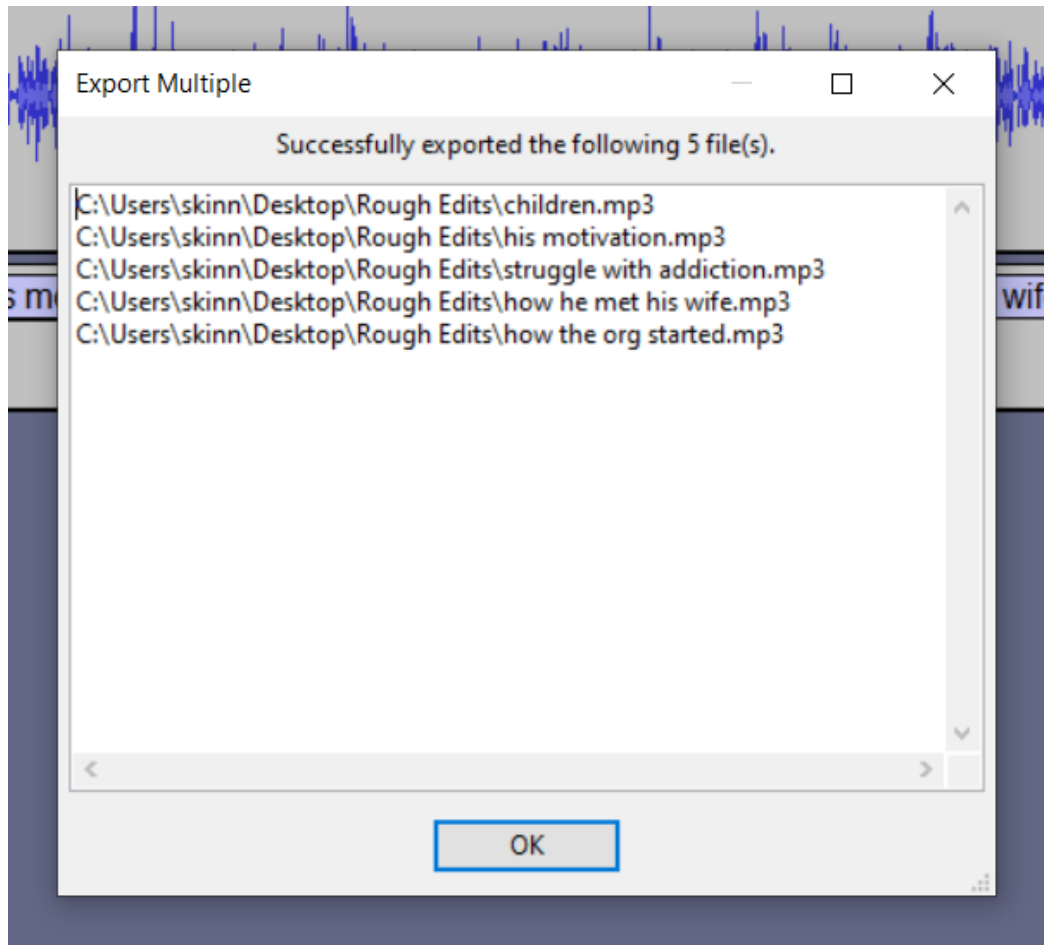 Export Multiple
Successfully exported the following 5 file(s).
C:\Users\skinn\Desktop\Rough Edits\children.mp3
C:\Users\skinn\Desktop\Rough Edits\his motivation.mp3
C:\Users\skinn\Desktop\Rough Edits\struggle with addiction.mp3
C:\Users\skinn\Desktop\Rough Edits\how he met his wife.mp3
C:\Users\skinn\Desktop\Rough Edits\how the org started.mp3
OK